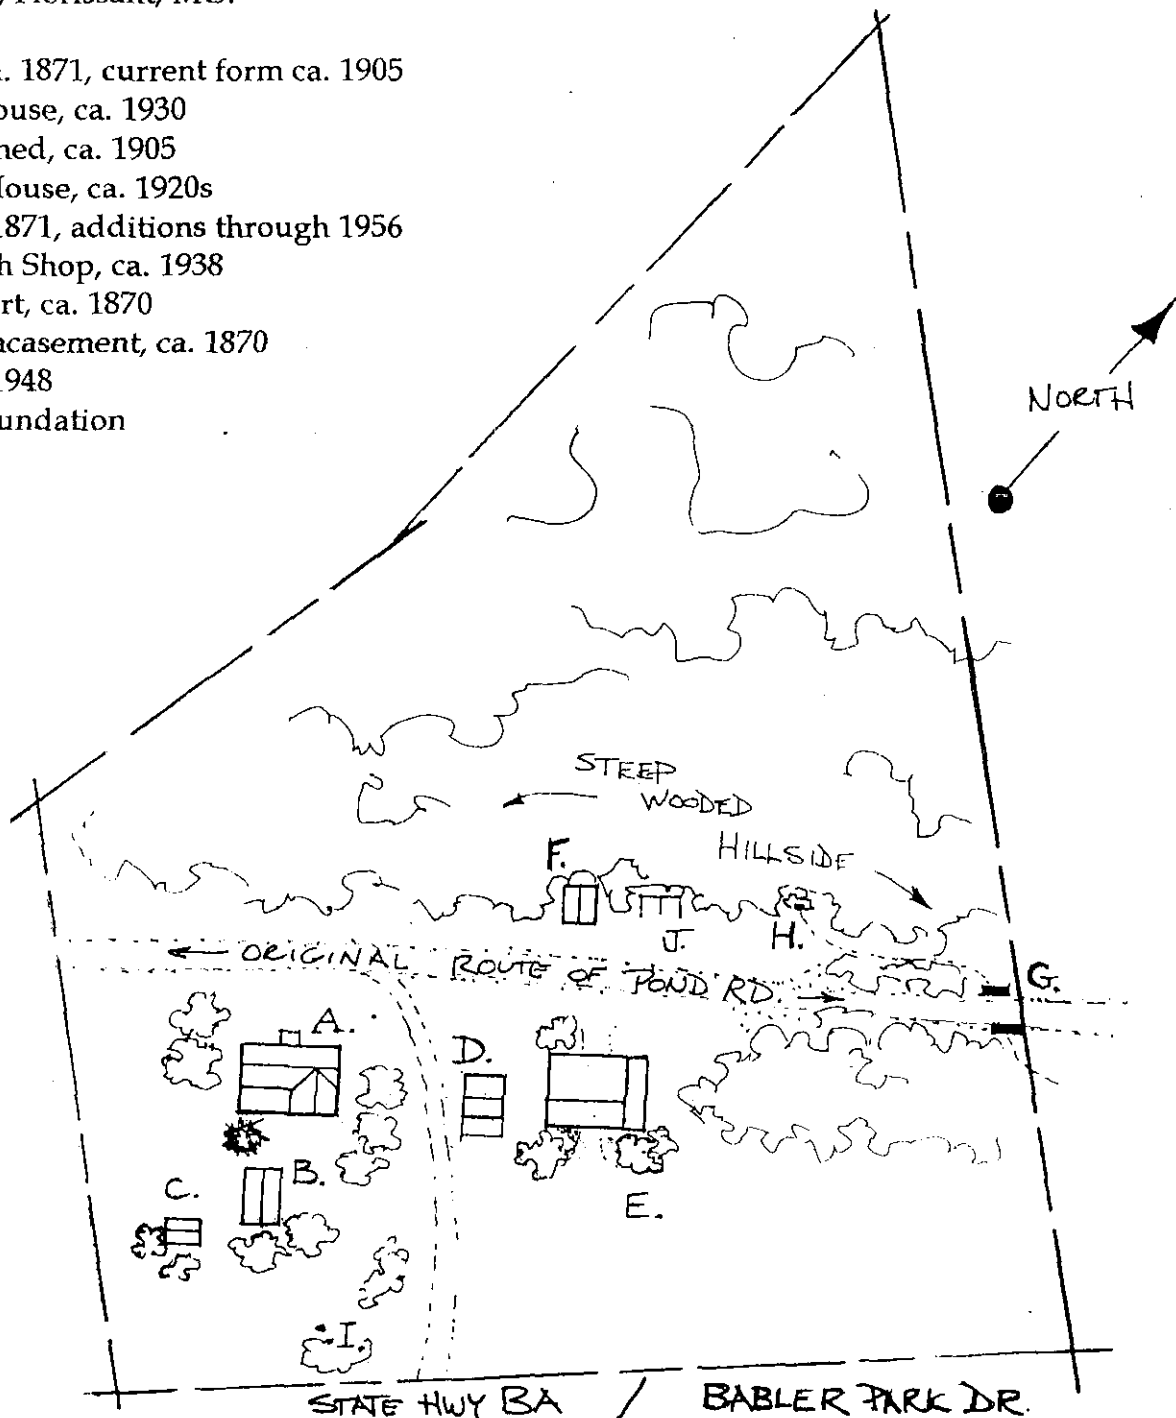 Florissant, MO.
. 1871, current form ca. 1905
ouse, ca. 1930
ned, ca. 1905
House, ca. 1920s
1871, additions through 1956
h Shop, ca. 1938
rt, ca. 1870
ncasement, ca. 1870
1948
undation
NORTH
STEEP
WOODED
HILLSIDE
F.
J.
H.
G.
ORIGINAL ROUTE OF POND RD.
A.
D.
B.
C.
E.
I.
STATE HWY BA / BABLER PARK DR.